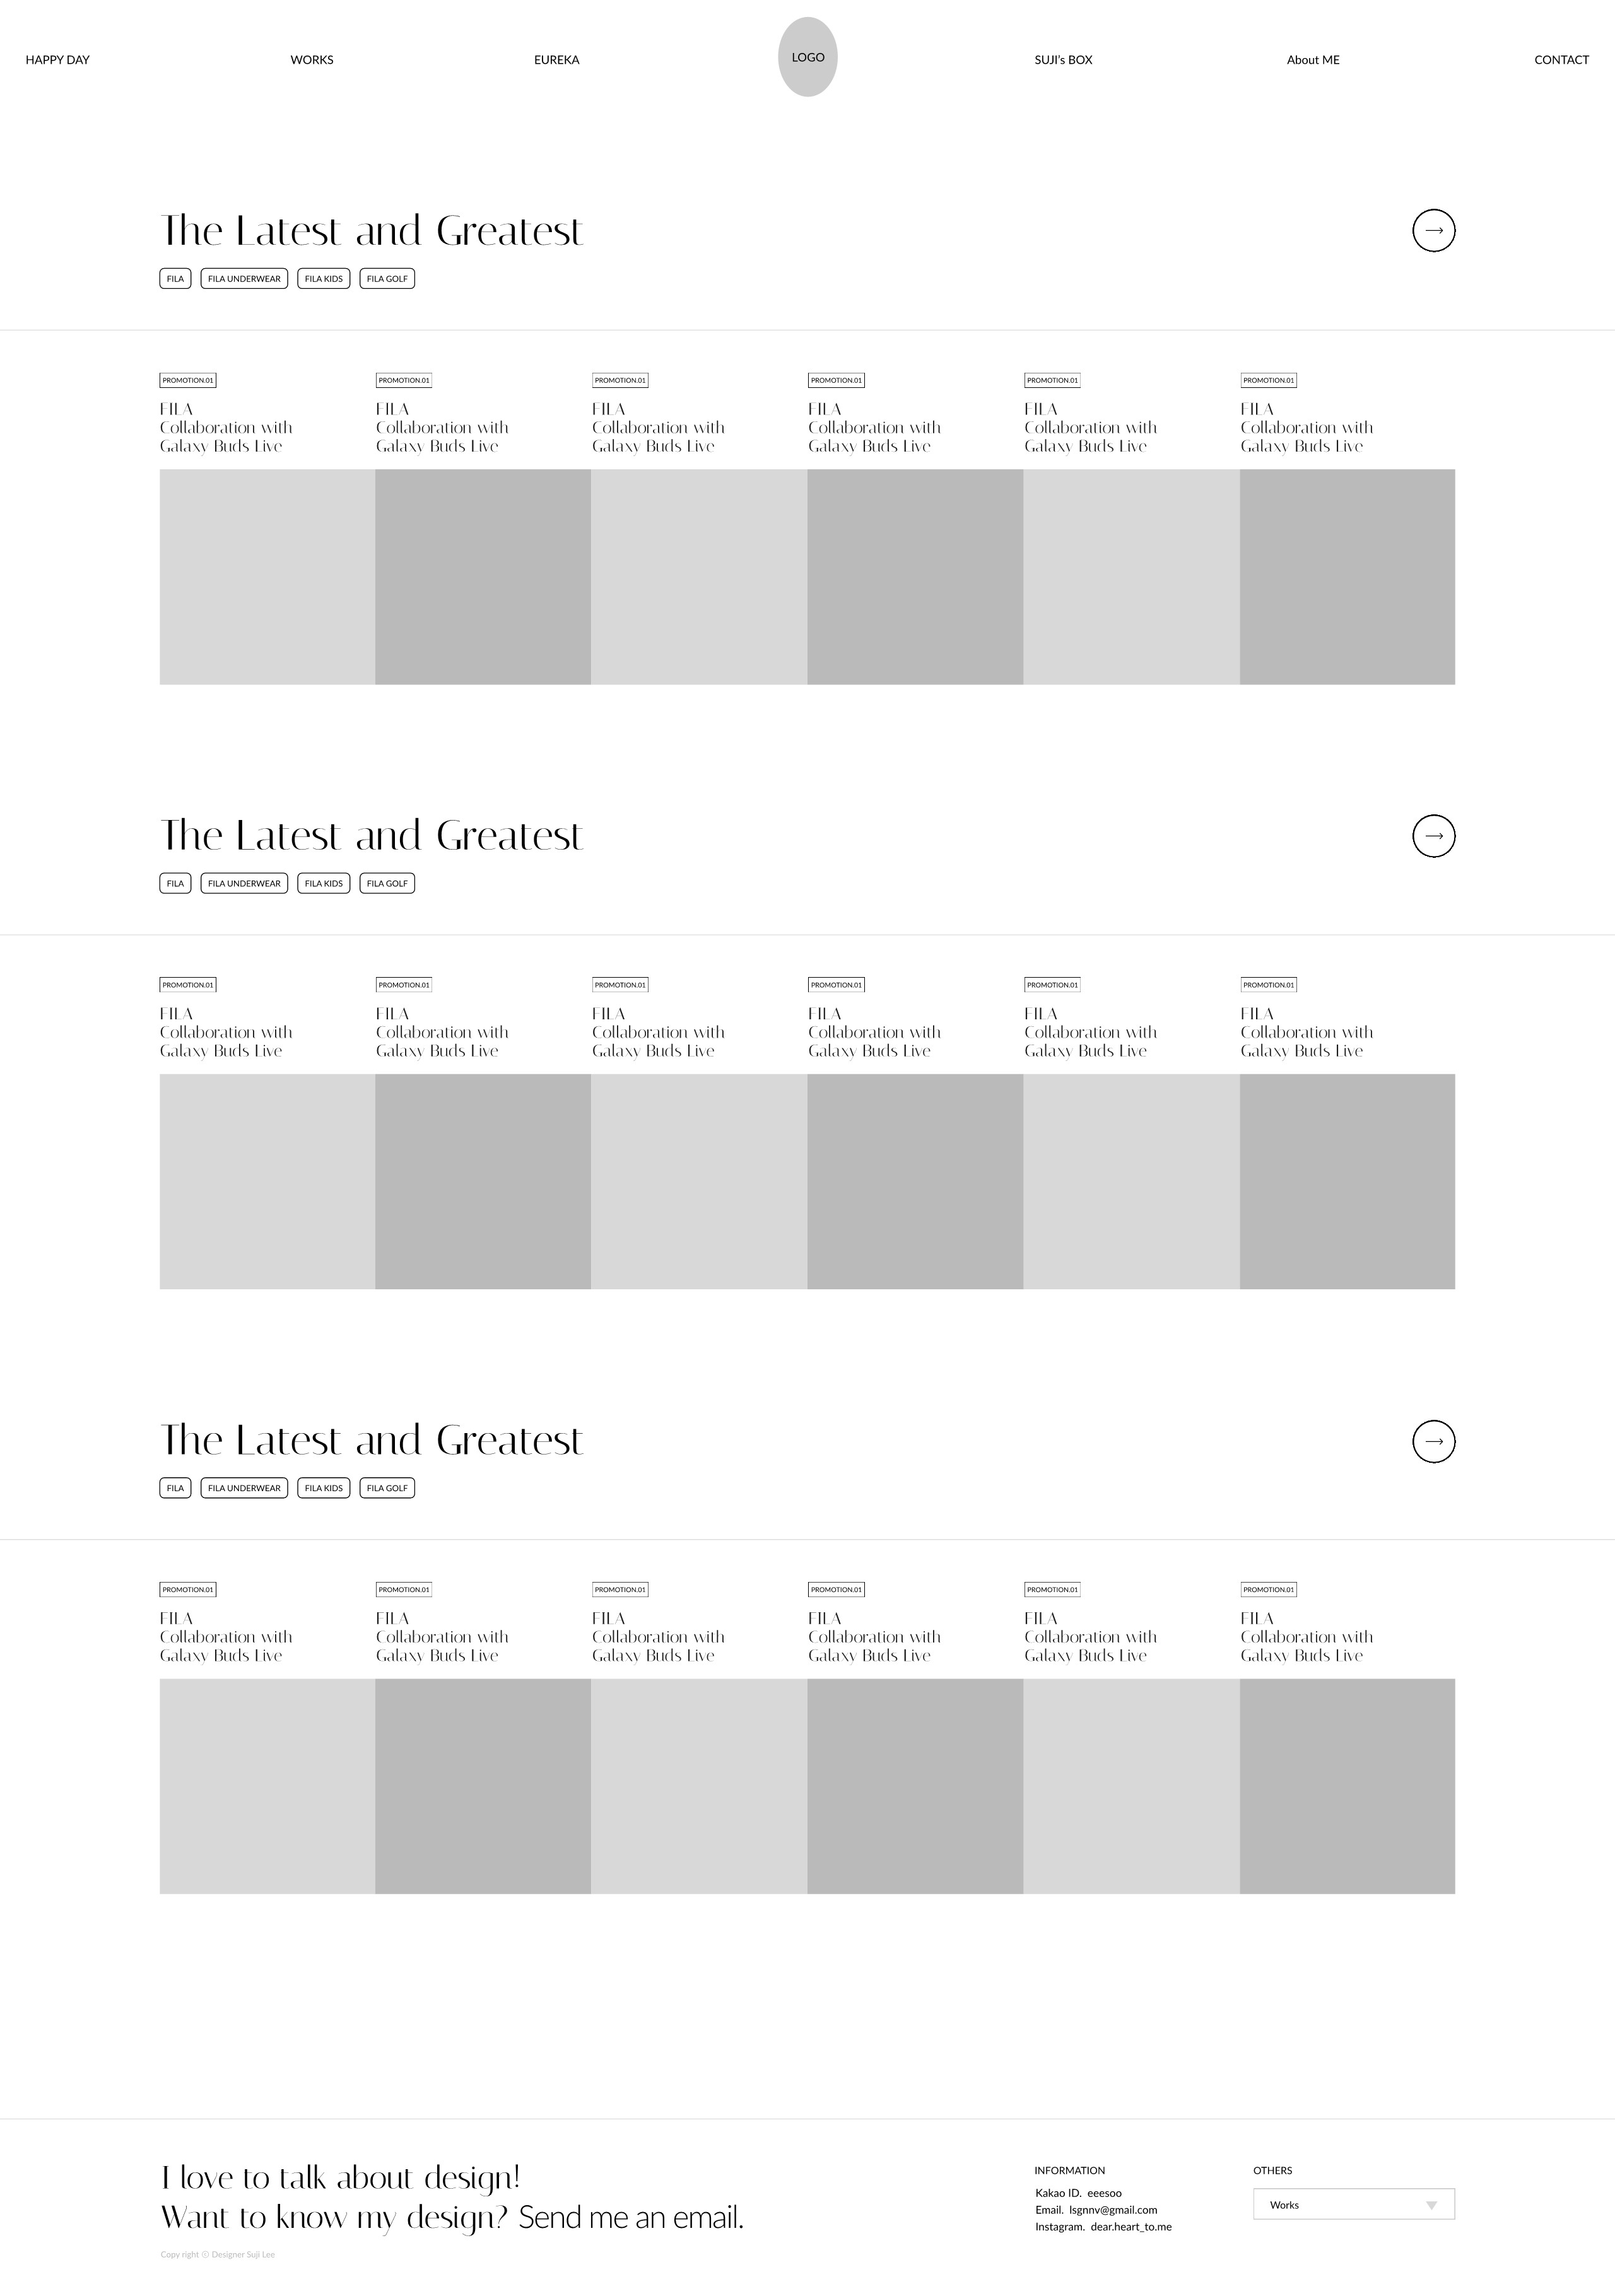 HAPPY DAY
WORKS
EUREKA
LOGO
SUJI's BOX
About ME
CONTACT
The Latest and Greatest
FILA
FILA UNDERWEAR
FILA KIDS
FILA GOLF
PROMOTION.01
FILA
Collaboration with
Galaxy Buds Live
PROMOTION.01
FILA
Collaboration with
Galaxy Buds Live
PROMOTION.01
FILA
Collaboration with
Galaxy Buds Live
PROMOTION.01
FILA
Collaboration with
Galaxy Buds Live
PROMOTION.01
FILA
Collaboration with
Galaxy Buds Live
PROMOTION.01
FILA
Collaboration with
Galaxy Buds Live
The Latest and Greatest
FILA
FILA UNDERWEAR
FILA KIDS
FILA GOLF
PROMOTION.01
FILA
Collaboration with
Galaxy Buds Live
PROMOTION.01
FILA
Collaboration with
Galaxy Buds Live
PROMOTION.01
FILA
Collaboration with
Galaxy Buds Live
PROMOTION.01
FILA
Collaboration with
Galaxy Buds Live
PROMOTION.01
FILA
Collaboration with
Galaxy Buds Live
PROMOTION.01
FILA
Collaboration with
Galaxy Buds Live
The Latest and Greatest
FILA
FILA UNDERWEAR
FILA KIDS
FILA GOLF
PROMOTION.01
FILA
Collaboration with
Galaxy Buds Live
PROMOTION.01
FILA
Collaboration with
Galaxy Buds Live
PROMOTION.01
FILA
Collaboration with
Galaxy Buds Live
PROMOTION.01
FILA
Collaboration with
Galaxy Buds Live
PROMOTION.01
FILA
Collaboration with
Galaxy Buds Live
PROMOTION.01
FILA
Collaboration with
Galaxy Buds Live
I love to talk about design!
Want to know my design? Send me an email.
Copy right ⓒ Designer Suji Lee
INFORMATION
Kakao ID. eeesoo
Email. lsgnnv@gmail.com
Instagram. dear.heart_to.me
OTHERS
Works